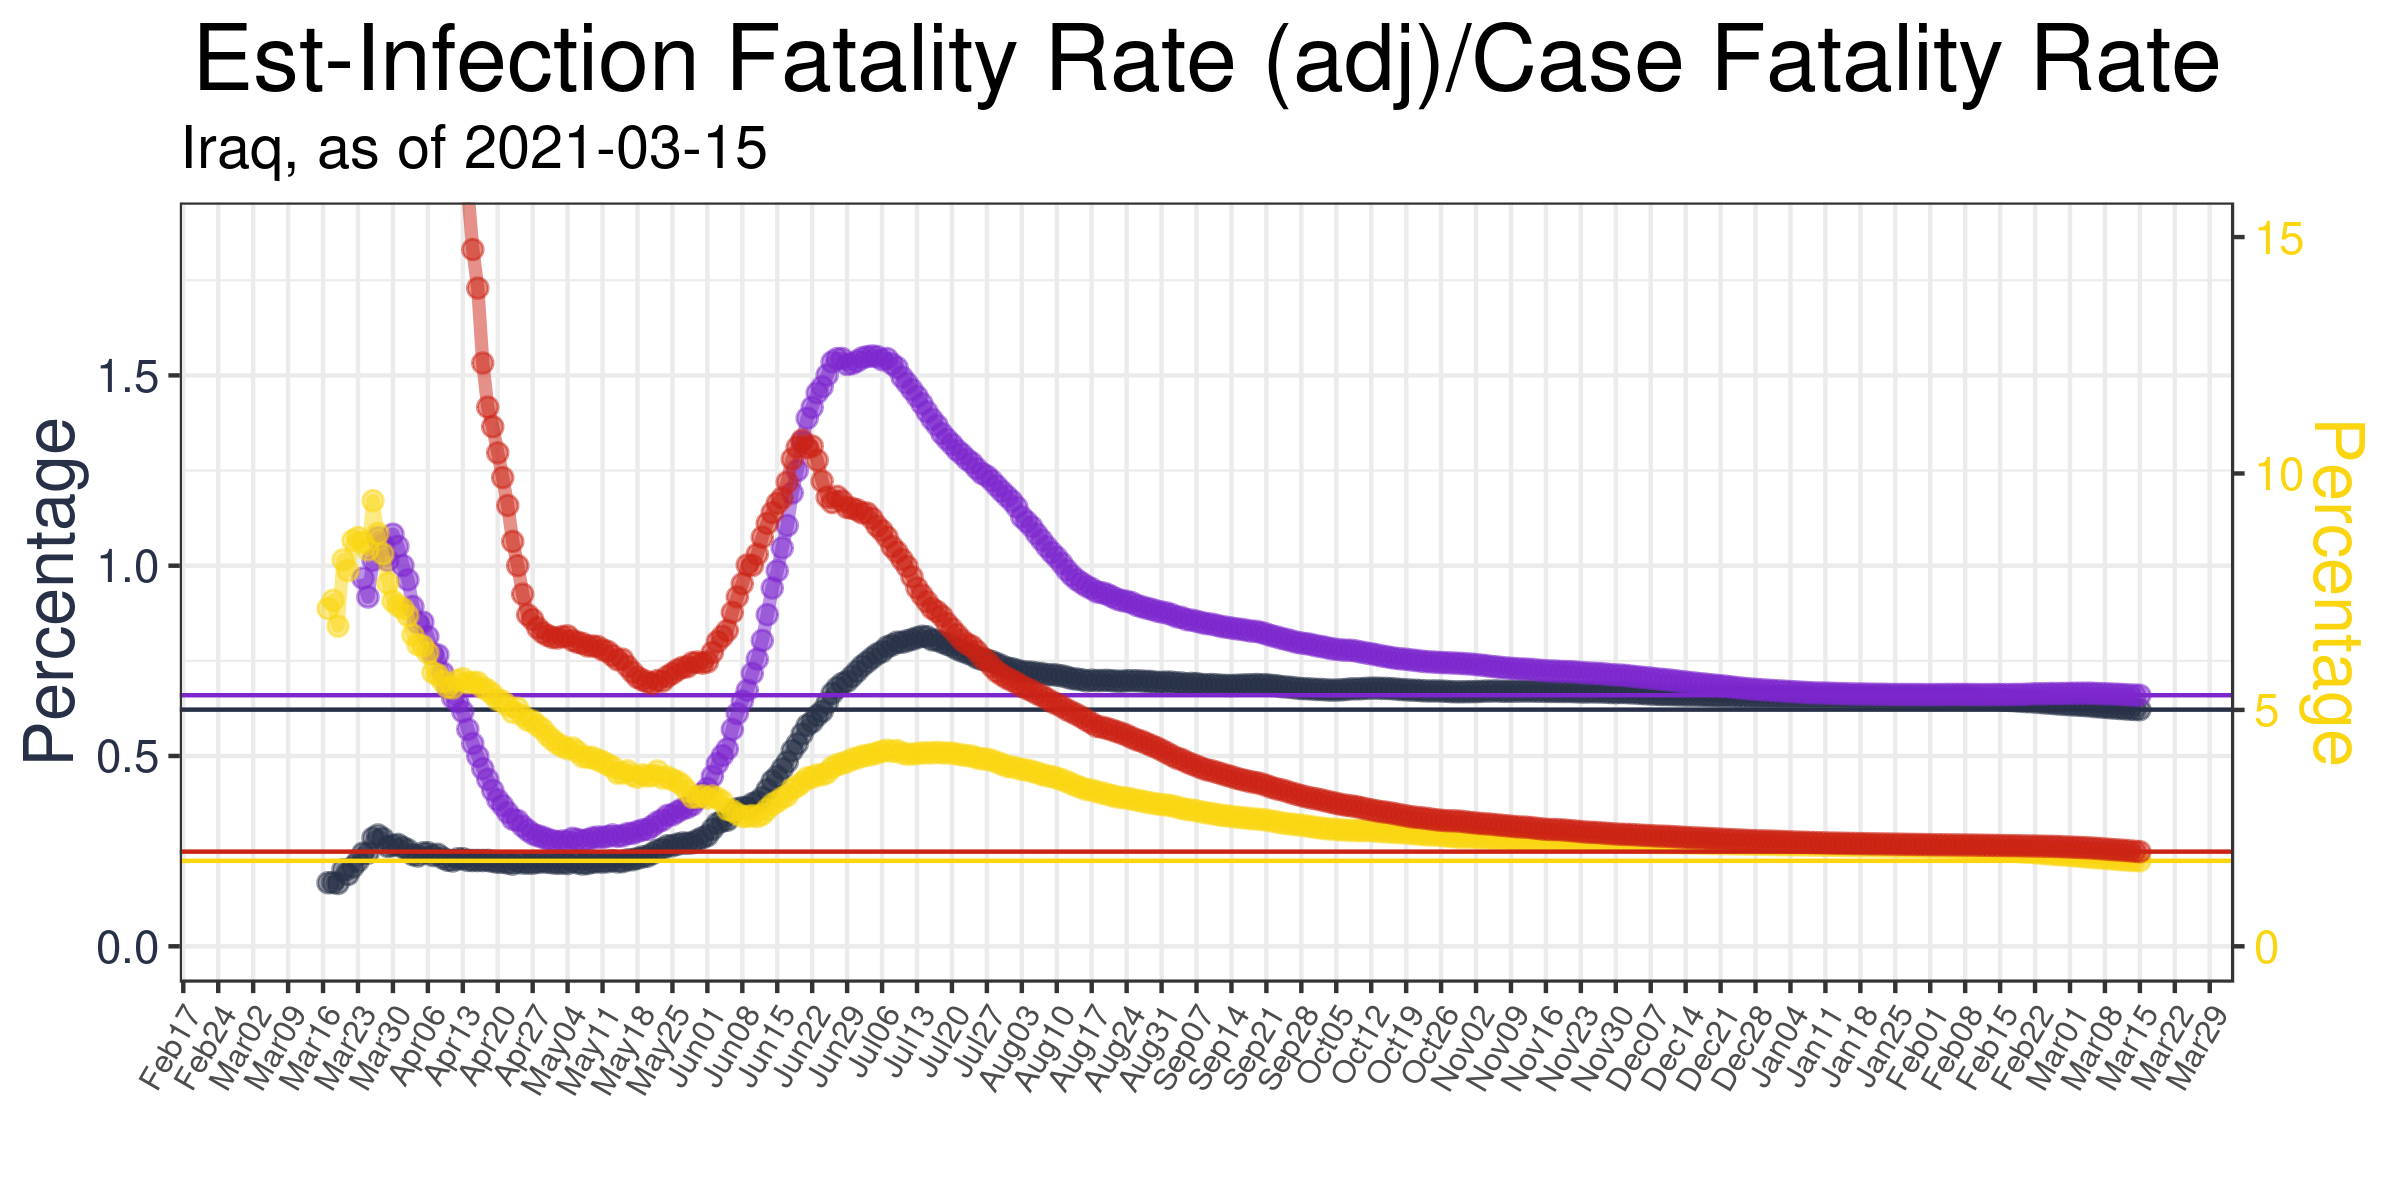 Est-Infection Fatality Rate (adj)/Case Fatality Rate
Iraq, as of 2021-03-15
Percentage
1.5
1.0
0.5
0.0
15
10
5
0
Percentage
Feb17
Feb24
Mar02
Mar09
Mar16
Mar23
Mar30
Apr06
Apr13
Apr20
Apr27
May04
May11
May18
May25
Jun01
Jun08
Jun15
Jun22
Jun29
Jul06
Jul13
Jul20
Jul27
Aug03
Aug10
Aug17
Aug24
Aug31
Sep07
Sep14
Sep21
Sep28
Oct05
Oct12
Oct19
Oct26
Nov02
Nov09
Nov16
Nov23
Nov30
Dec07
Dec14
Dec21
Dec28
Jan04
Jan11
Jan18
Jan25
Feb01
Feb08
Feb15
Feb22
Mar01
Mar08
Mar15
Mar22
Mar29